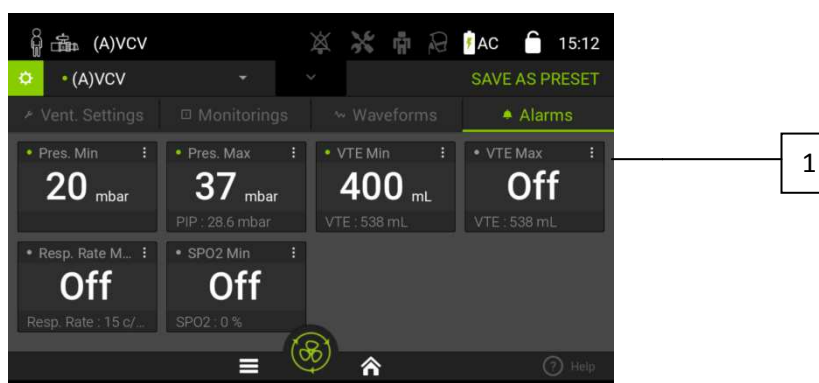 (A)VCV AC 15:12
(A)VCV SAVE AS PRESET
Vent. Settings Monitorings Waveforms Alarms
1
Pres. Min Pres. Max VTE Min VTE Max
20 mbar 37 mbar 400 mL Off
PIP : 28.6 mbar VTE : 538 mL VTE : 538 mL
Resp. Rate M... SPO2 Min
Off Off
Resp. Rate : 15 c/... SPO2 : 0 %
? Help